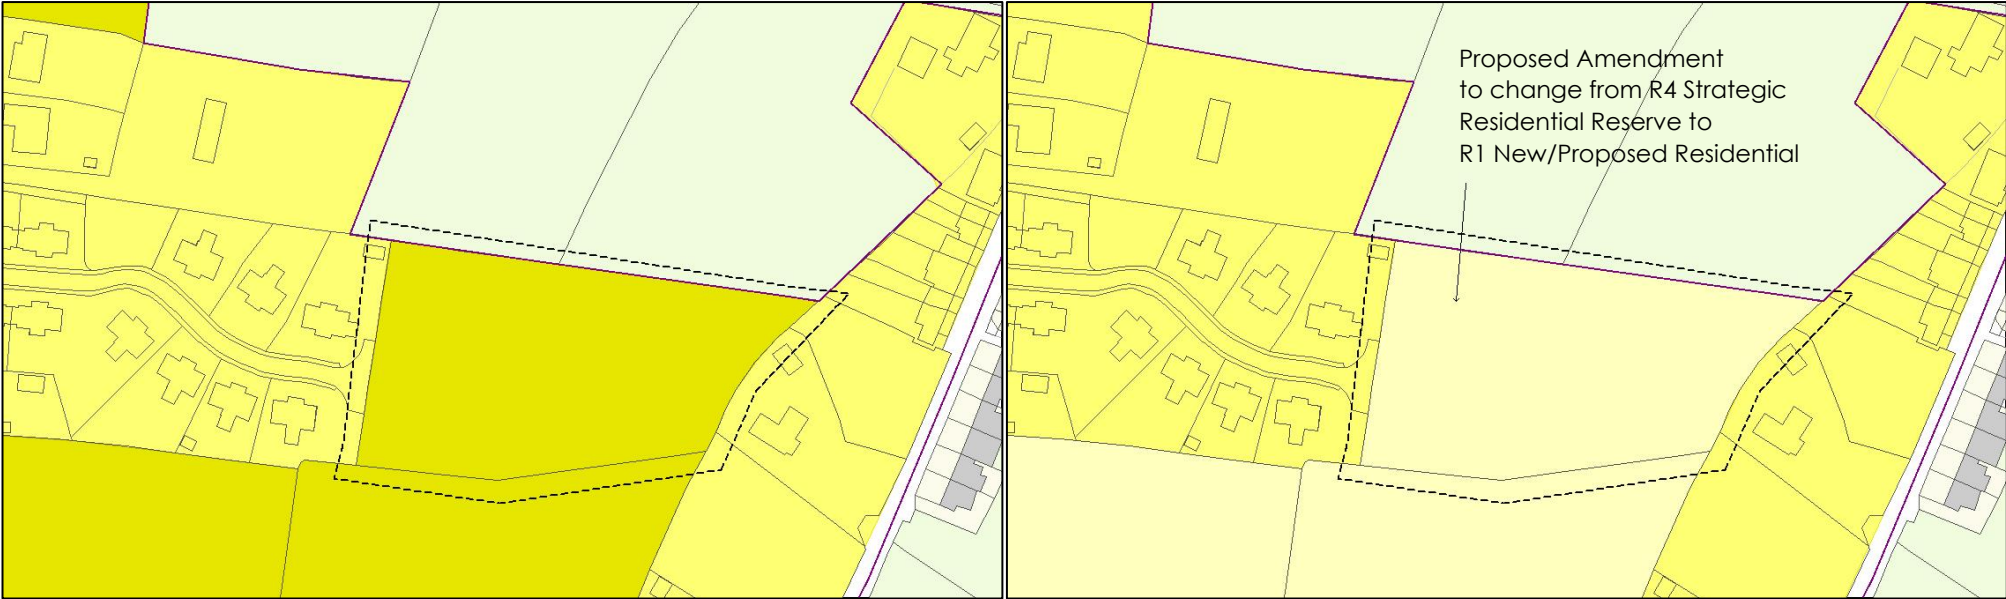 Proposed Amendment
to change from R4 Strategic
Residential Reserve to
R1 New/Proposed Residential